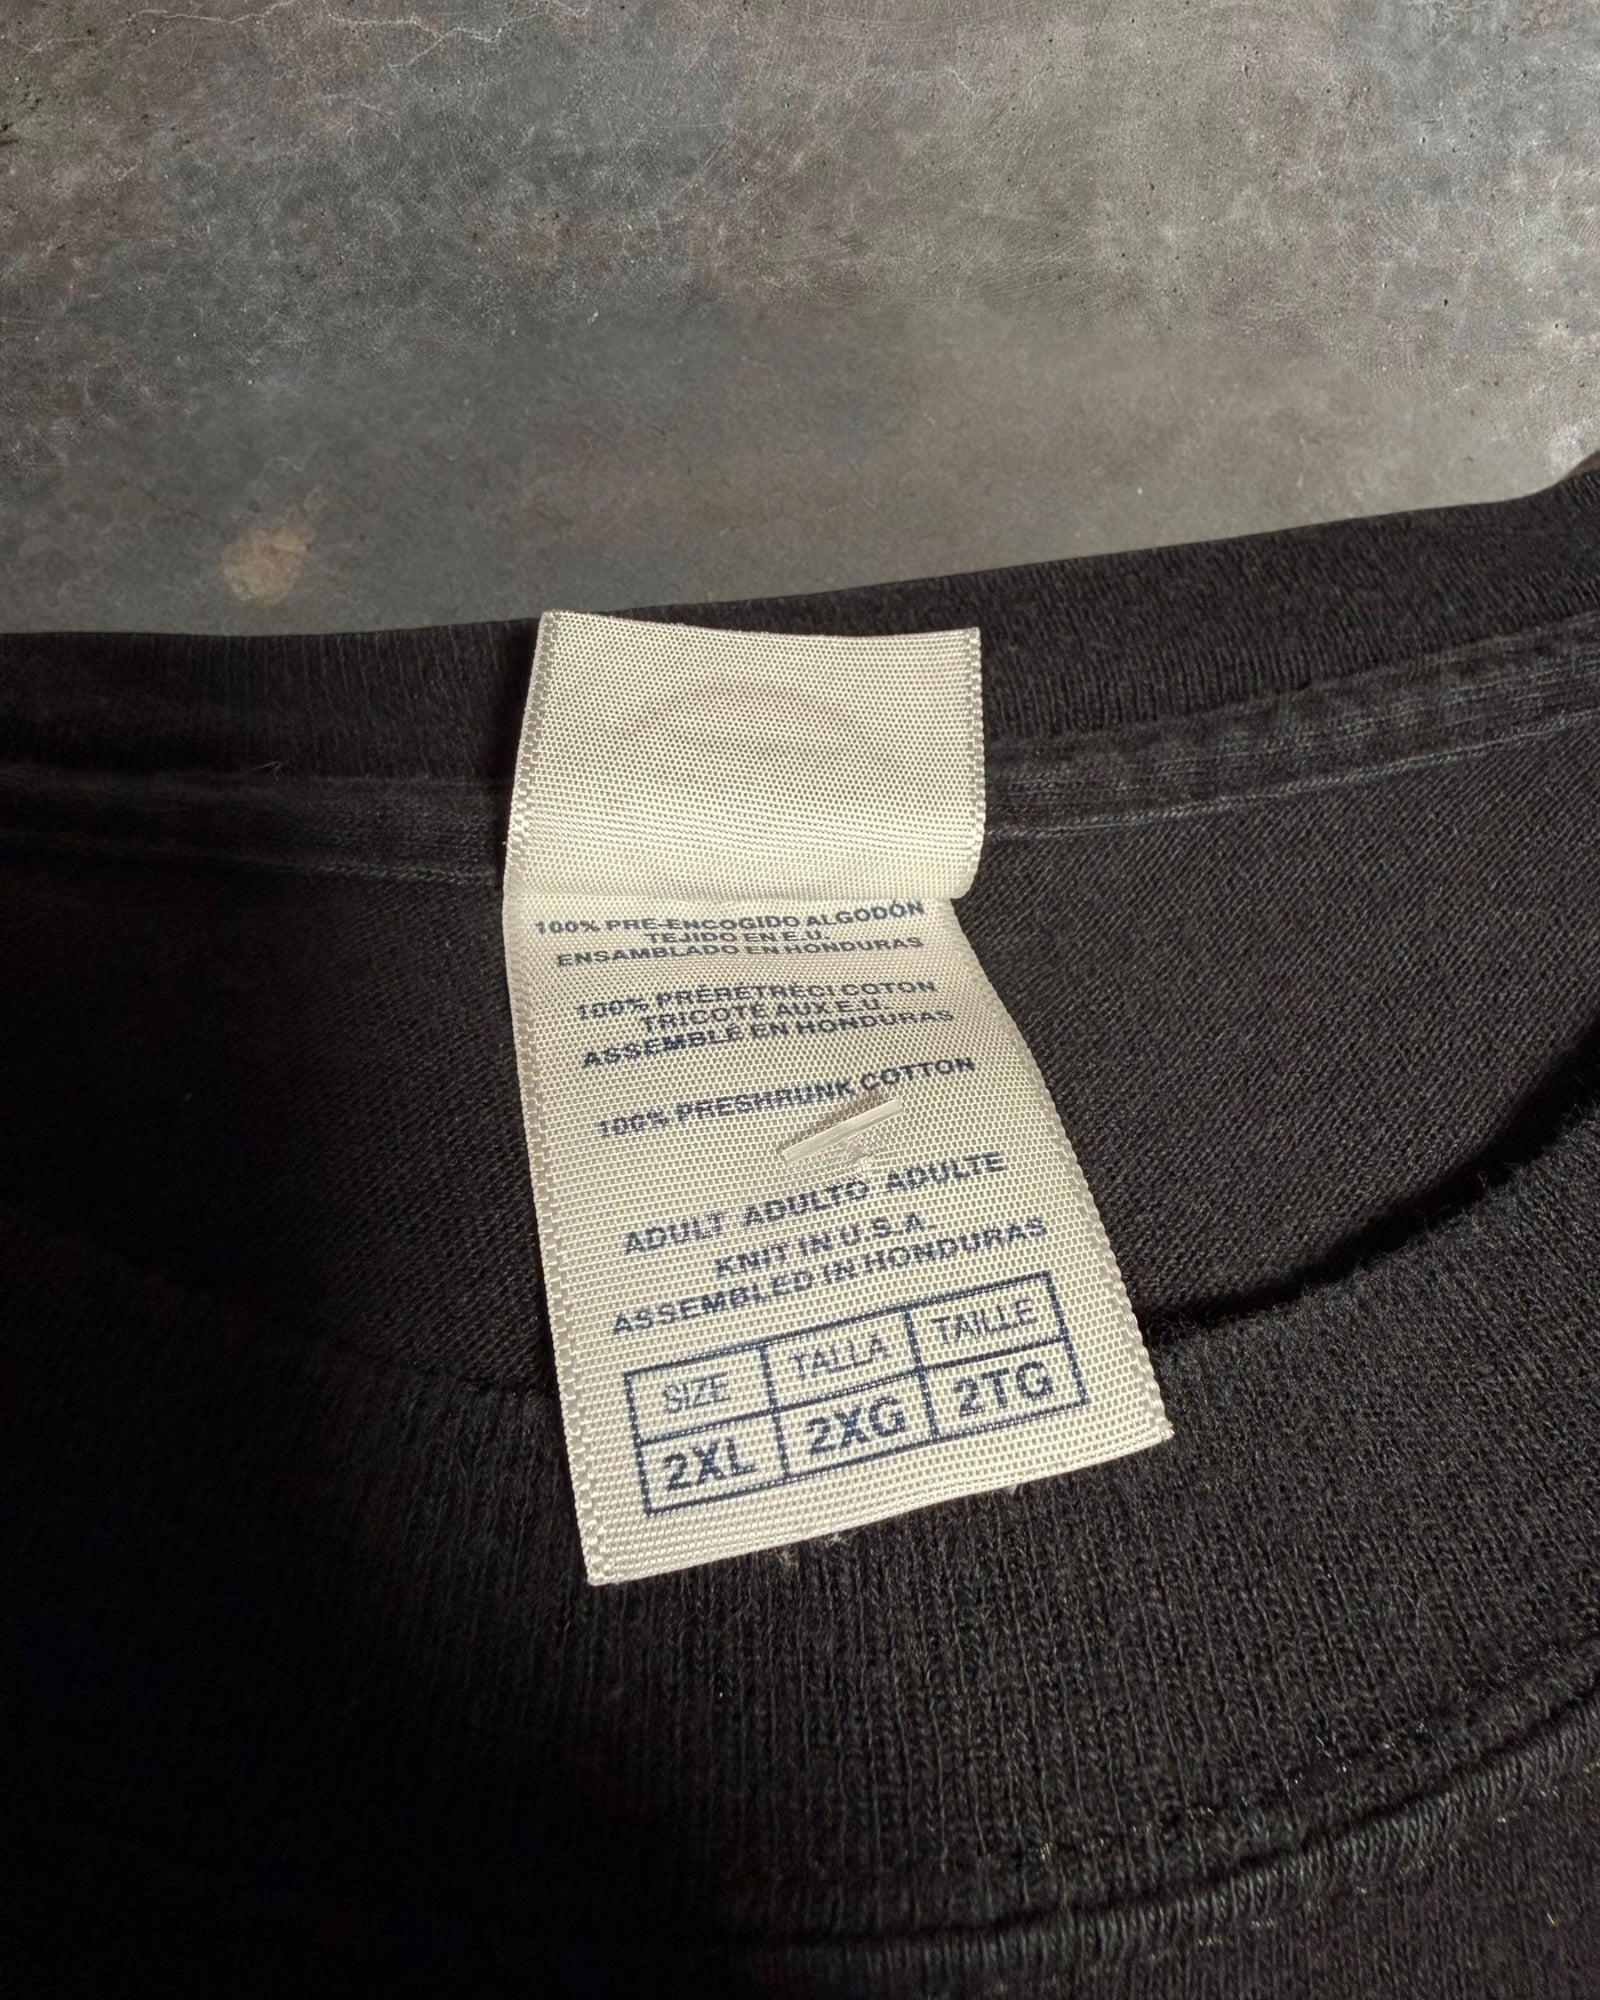 100% PRE-ENCOGIDO ALGODÓN
TEJIDO EN E.U.
ENSAMBLADO EN HONDURAS
100% PRÉRÉTRÉCI COTON
TRICOTÉ AUX E.U.
ASSEMBLÉ EN HONDURAS
100% PRESHRUNK COTTON
ADULT ADULTO ADULTE
KNIT IN U.S.A.
ASSEMBLED IN HONDURAS
SIZE TALLA TAILLE
2XL 2XG 2TG